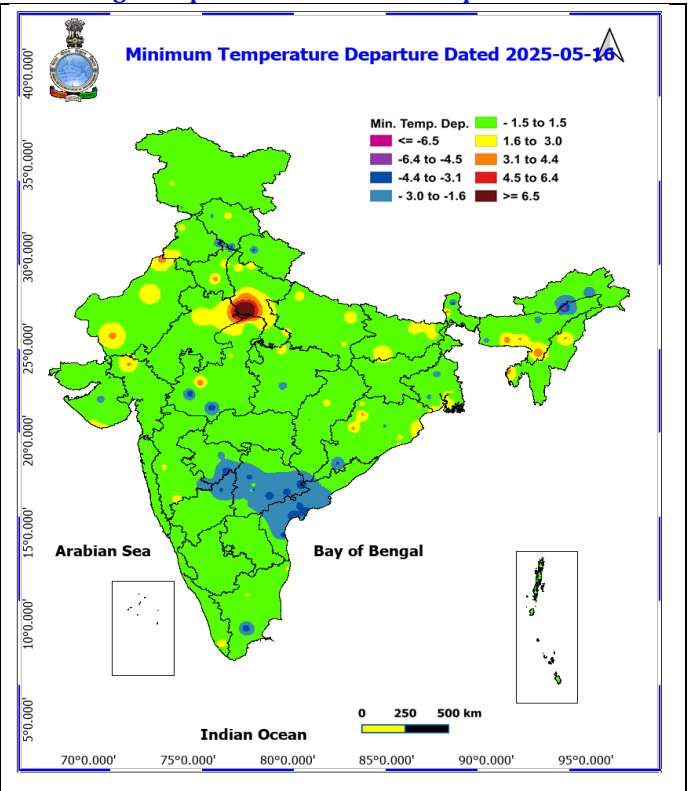 Minimum Temperature Departure Dated 2025-05-16
Min. Temp. Dep.
<= -6.5
-6.4 to -4.5
-4.4 to -3.1
- 3.0 to -1.6
- 1.5 to 1.5
1.6 to 3.0
3.1 to 4.4
4.5 to 6.4
>= 6.5
40°0.000'
35°0.000'
30°0.000'
25°0.000'
20°0.000'
15°0.000'
10°0.000'
5°0.000'
Arabian Sea
Bay of Bengal
0 250 500 km
Indian Ocean
70°0.000' 75°0.000' 80°0.000' 85°0.000' 90°0.000' 95°0.000'